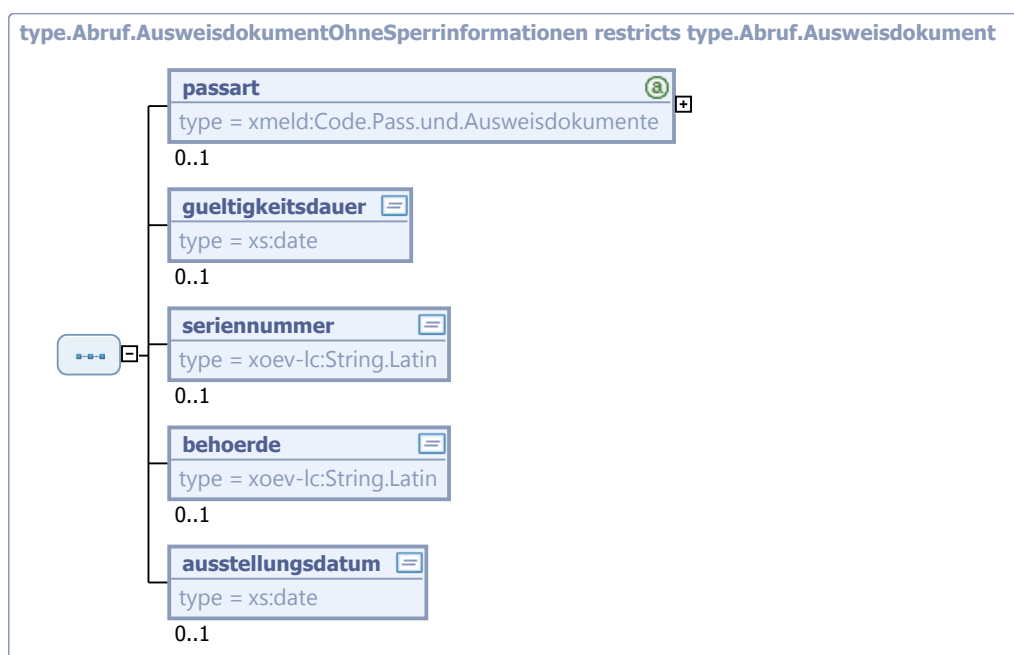 type.Abruf.AusweisdokumentOhneSperrinformationen restricts type.Abruf.Ausweisdokument
passart
type = xmeld:Code.Pass.und.Ausweisdokumente
0..1
gueltigkeitsdauer
type = xs:date
0..1
seriennummer
type = xoev-lc:String.Latin
0..1
behoerde
type = xoev-lc:String.Latin
0..1
ausstellungsdatum
type = xs:date
0..1